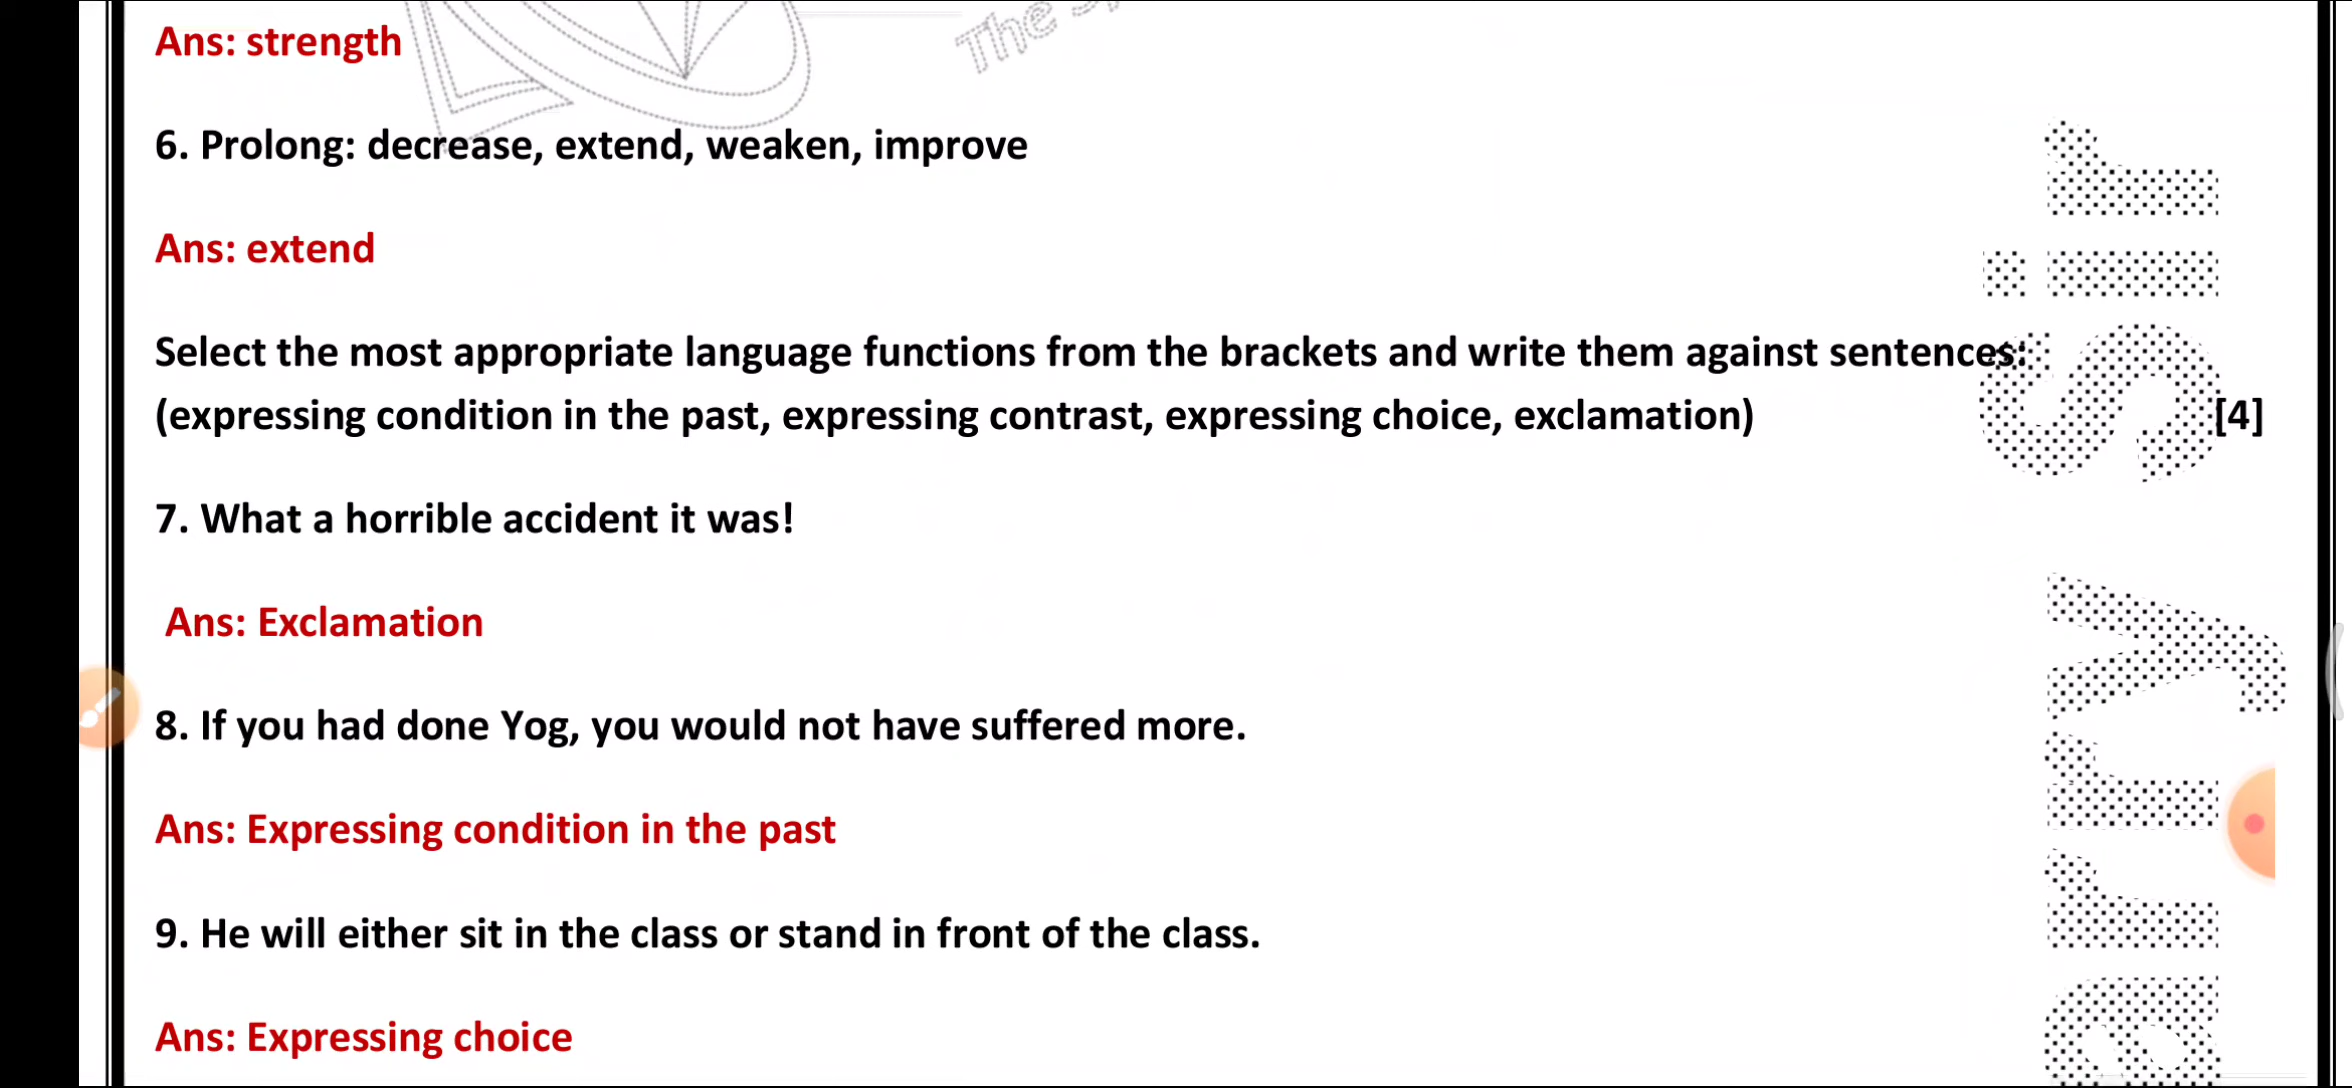 The
Ans: strength
6. Prolong: decrease, extend, weaken, improve
Ans: extend
Select the most appropriate language functions from the brackets and write them against sentences:
(expressing condition in the past, expressing contrast, expressing choice, exclamation) [4]
7. What a horrible accident it was!
Ans: Exclamation
8. If you had done Yog, you would not have suffered more.
Ans: Expressing condition in the past
9. He will either sit in the class or stand in front of the class.
Ans: Expressing choice
Sir